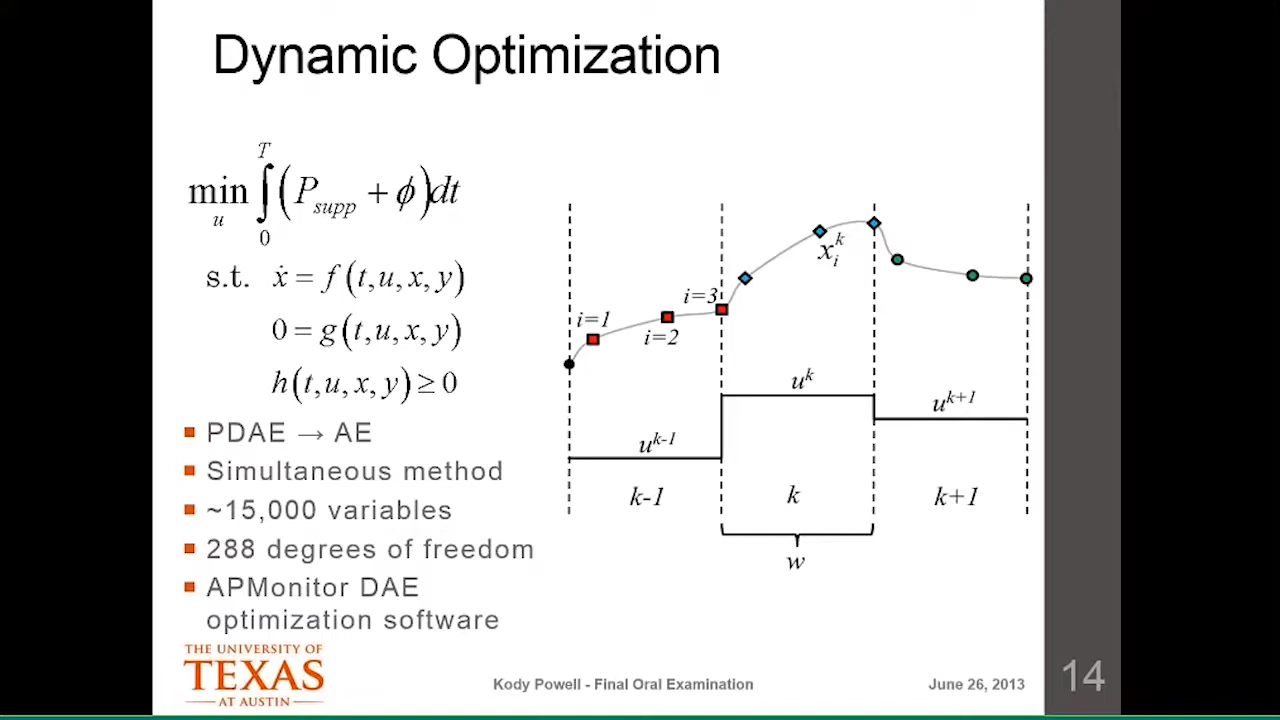 Dynamic Optimization
min_u ∫_0^T (P_supp + ϕ) dt
s.t. ẋ = f(t,u,x,y)
0 = g(t,u,x,y)
h(t,u,x,y) ≥ 0
PDAE → AE
Simultaneous method
~15,000 variables
288 degrees of freedom
APMonitor DAE
optimization software
i=1
i=2
i=3
x_i^k
u^{k-1}
u^k
u^{k+1}
k-1
k
k+1
w
THE UNIVERSITY OF
TEXAS
AT AUSTIN
Kody Powell - Final Oral Examination
June 26, 2013
14